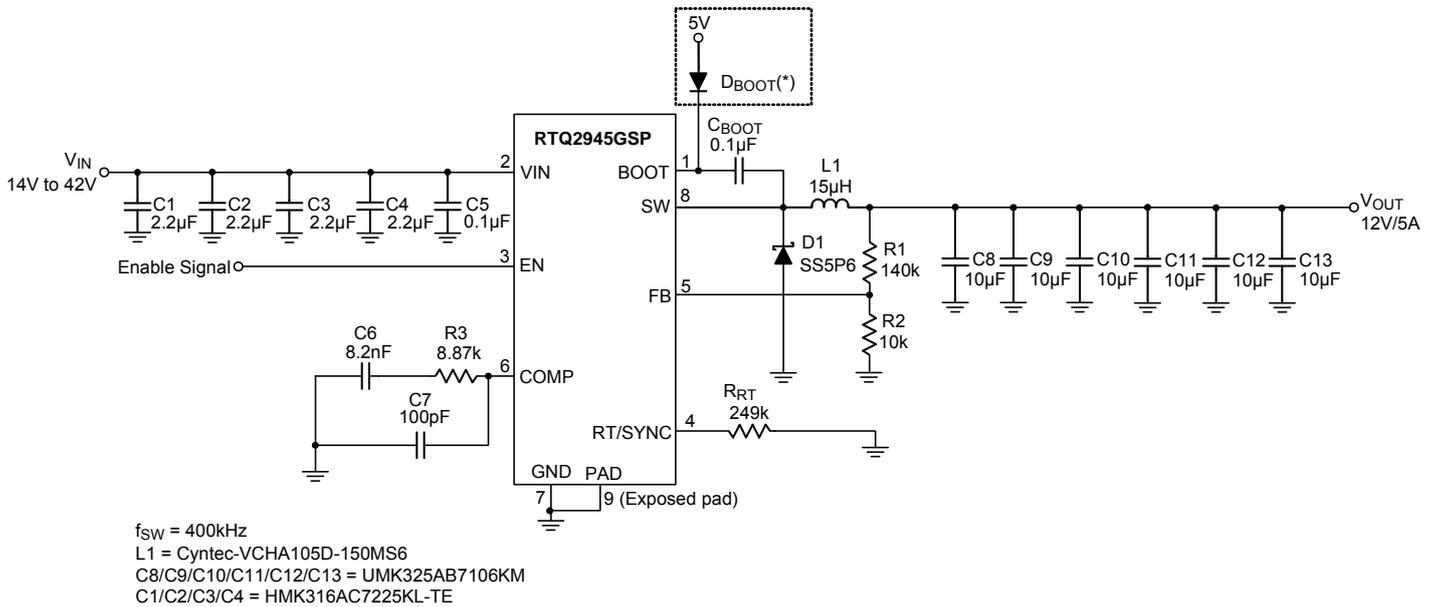 5V
DBOOT(*)
RTQ2945GSP
CBOOT
0.1μF
VIN
14V to 42V
2
VIN
BOOT
1
L1
15μH
C1
2.2μF
C2
2.2μF
C3
2.2μF
C4
2.2μF
C5
0.1μF
SW
8
VOUT
12V/5A
Enable Signal
3
EN
D1
SS5P6
R1
140k
C8
10μF
C9
10μF
C10
10μF
C11
10μF
C12
10μF
C13
10μF
FB
5
R2
10k
C6
8.2nF
R3
8.87k
6
COMP
C7
100pF
RRT
249k
RT/SYNC
4
GND
PAD
7
9 (Exposed pad)
fSW = 400kHz
L1 = Cyntec-VCHA105D-150MS6
C8/C9/C10/C11/C12/C13 = UMK325AB7106KM
C1/C2/C3/C4 = HMK316AC7225KL-TE